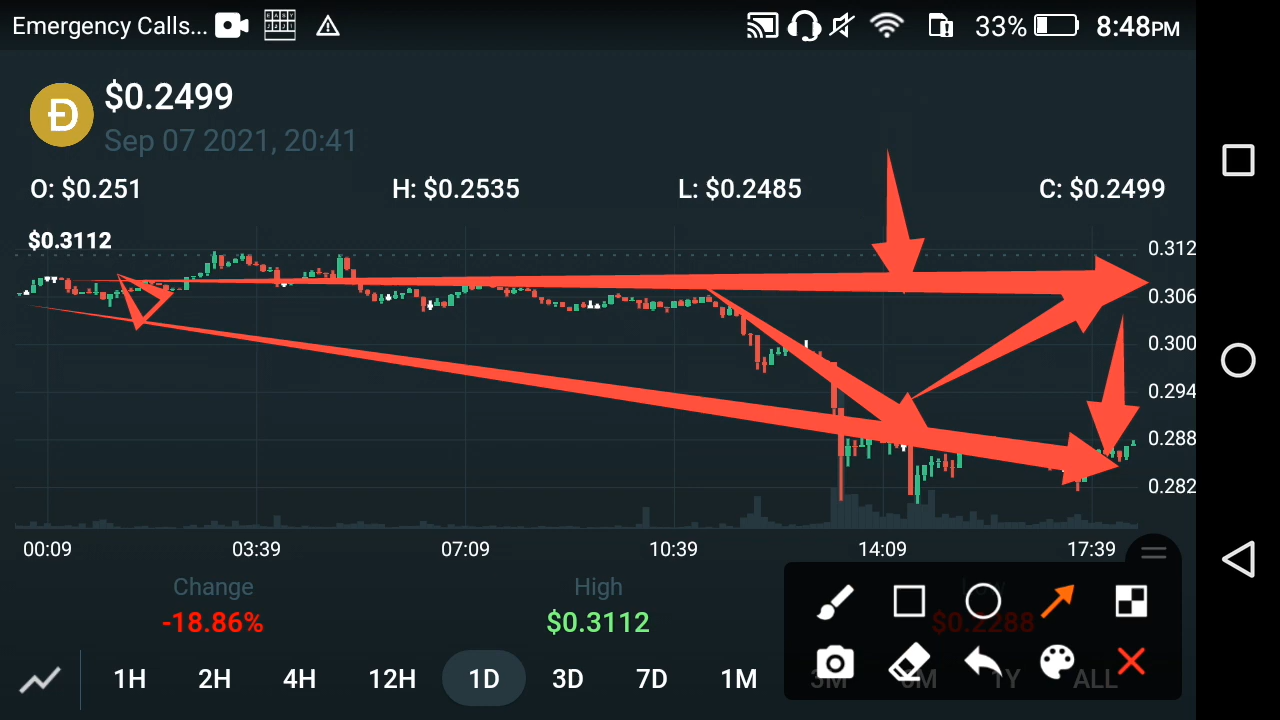 Emergency Calls... 33% 8:48PM
$0.2499
Sep 07 2021, 20:41
O: $0.251 H: $0.2535 L: $0.2485 C: $0.2499
$0.3112
0.312
0.306
0.300
0.294
0.288
0.282
00:09 03:39 07:09 10:39 14:09 17:39
Change High
-18.86% $0.3112 $0.2288
1H 2H 4H 12H 1D 3D 7D 1M 3M 6M 1Y ALL